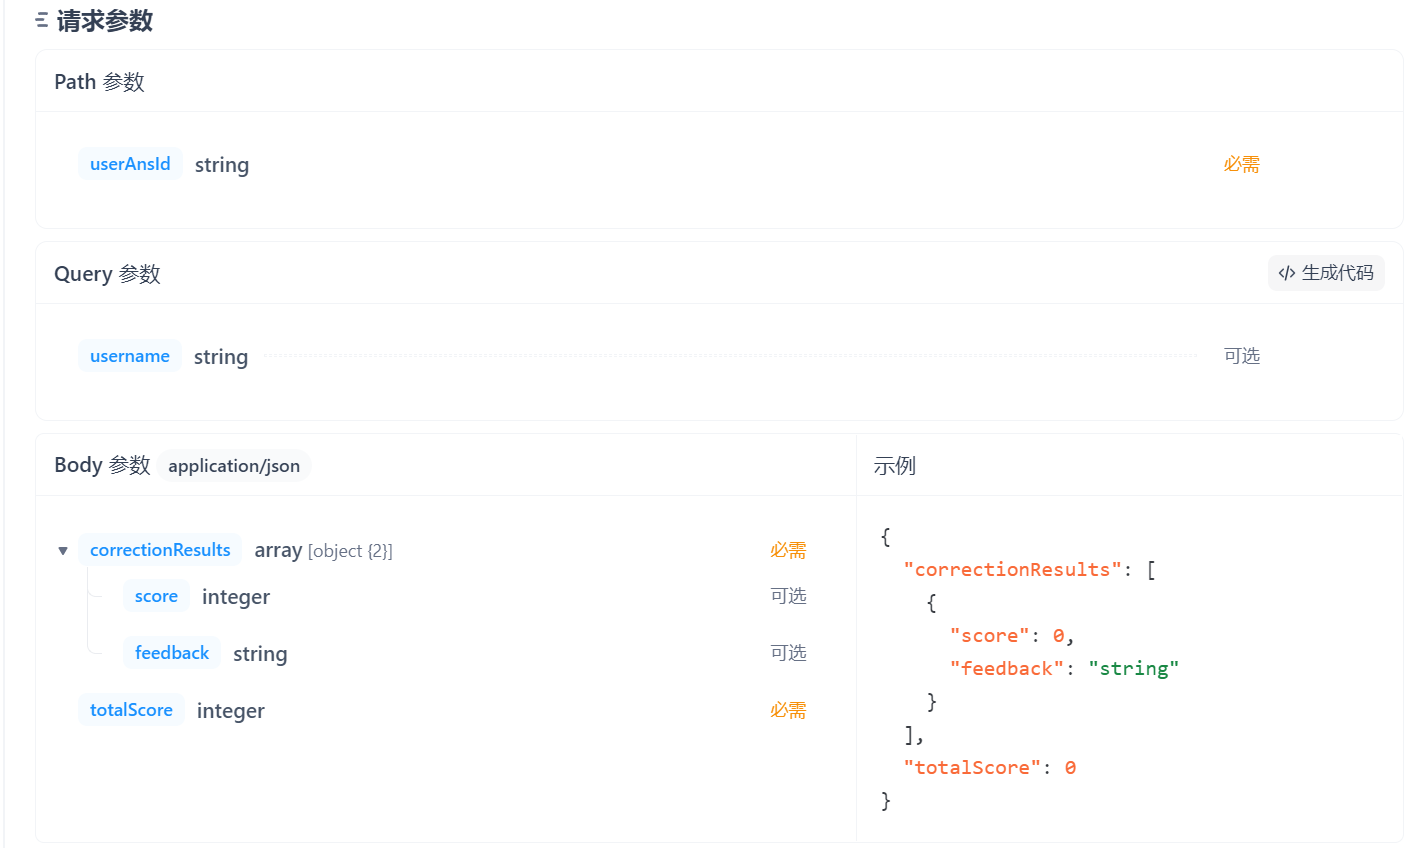 请求参数
Path 参数
userAnsId string 必需
Query 参数 </> 生成代码
username string 可选
Body 参数 application/json
correctionResults array [object {2}] 必需
score integer 可选
feedback string 可选
totalScore integer 必需
示例
{
"correctionResults": [
{
"score": 0,
"feedback": "string"
}
],
"totalScore": 0
}